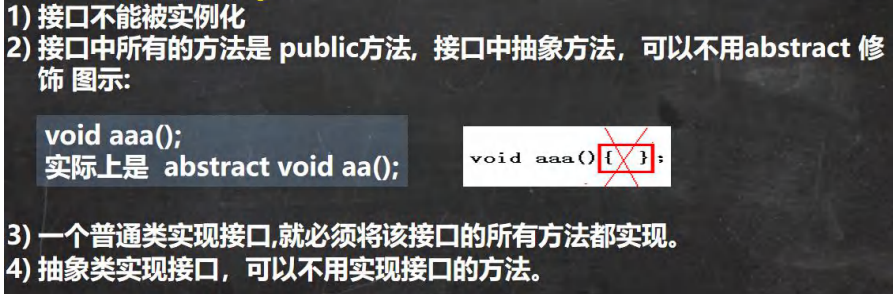 1) 接口不能被实例化
2) 接口中所有的方法是 public方法, 接口中抽象方法，可以不用abstract 修
饰 图示:
void aaa();
实际上是 abstract void aa();
void aaa(){ };
3) 一个普通类实现接口,就必须将该接口的所有方法都实现。
4) 抽象类实现接口，可以不用实现接口的方法。